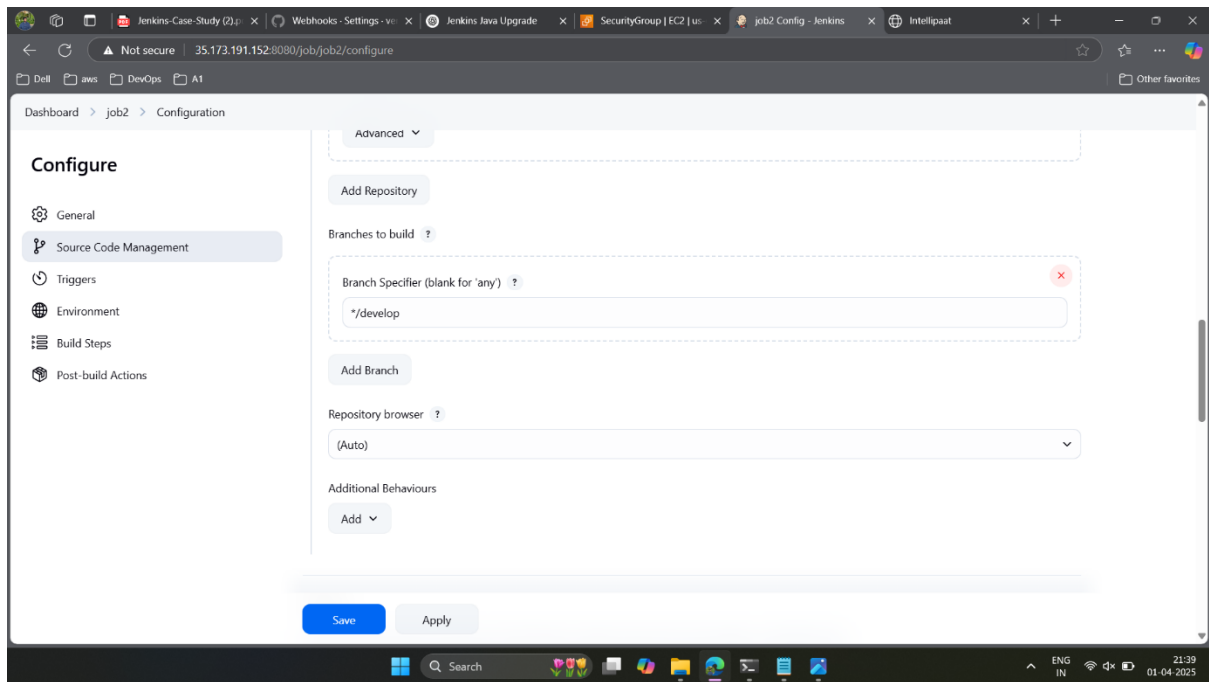 Jenkins-Case-Study (2).p
Webhooks - Settings - ve
Jenkins Java Upgrade
SecurityGroup | EC2 | us-
job2 Config - Jenkins
Intellipaat
Not secure
35.173.191.152:8080/job/job2/configure
Dell
aws
DevOps
A1
Other favorites
Dashboard > job2 > Configuration
Configure
General
Source Code Management
Triggers
Environment
Build Steps
Post-build Actions
Advanced
Add Repository
Branches to build ?
Branch Specifier (blank for 'any') ?
*/develop
Add Branch
Repository browser ?
(Auto)
Additional Behaviours
Add
Save
Apply
Search
ENG
IN
21:39
01-04-2025